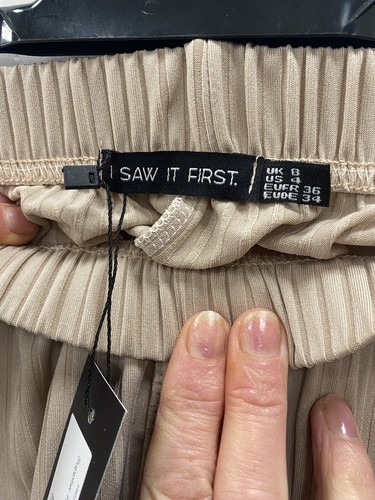 I SAW IT FIRST.
UK 8
US 4
EUFR 36
EUDE 34